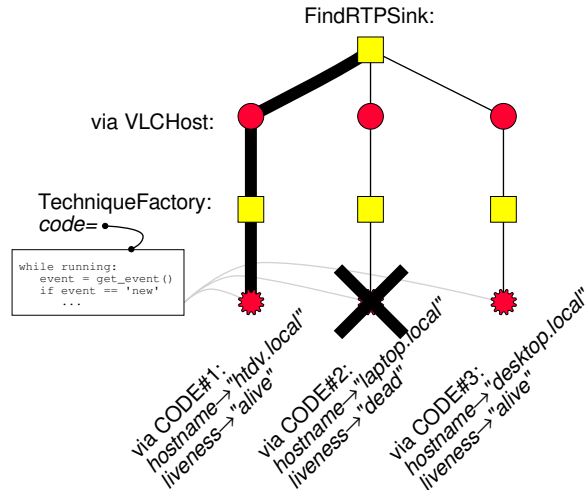 FindRTPSink:
via VLCHost:
TechniqueFactory:
code=
while running:
event = get_event()
if event == 'new'
...
via CODE#1:
hostname→"htdv.local"
liveness→"alive"
via CODE#2:
hostname→"laptop.local"
liveness→"dead"
via CODE#3:
hostname→"desktop.local"
liveness→"alive"